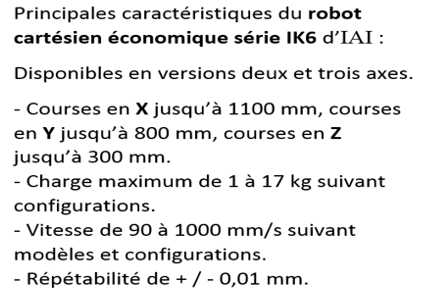 Principales caractéristiques du robot
cartésien économique série IK6 d’IAI :
Disponibles en versions deux et trois axes.
- Courses en X jusqu’à 1100 mm, courses
en Y jusqu’à 800 mm, courses en Z
jusqu’à 300 mm.
- Charge maximum de 1 à 17 kg suivant
configurations.
- Vitesse de 90 à 1000 mm/s suivant
modèles et configurations.
- Répétabilité de + / - 0,01 mm.